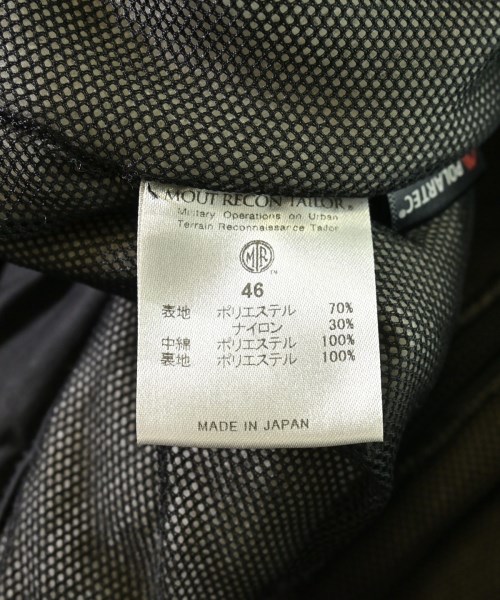 MOUT RECON TAILOR®
Military Operations on Urban
Terrain Reconnaissance Tailor
MTR
TM
46
表地 ポリエステル 70%
ナイロン 30%
中綿 ポリエステル 100%
裏地 ポリエステル 100%
MADE IN JAPAN
POLARTEC®